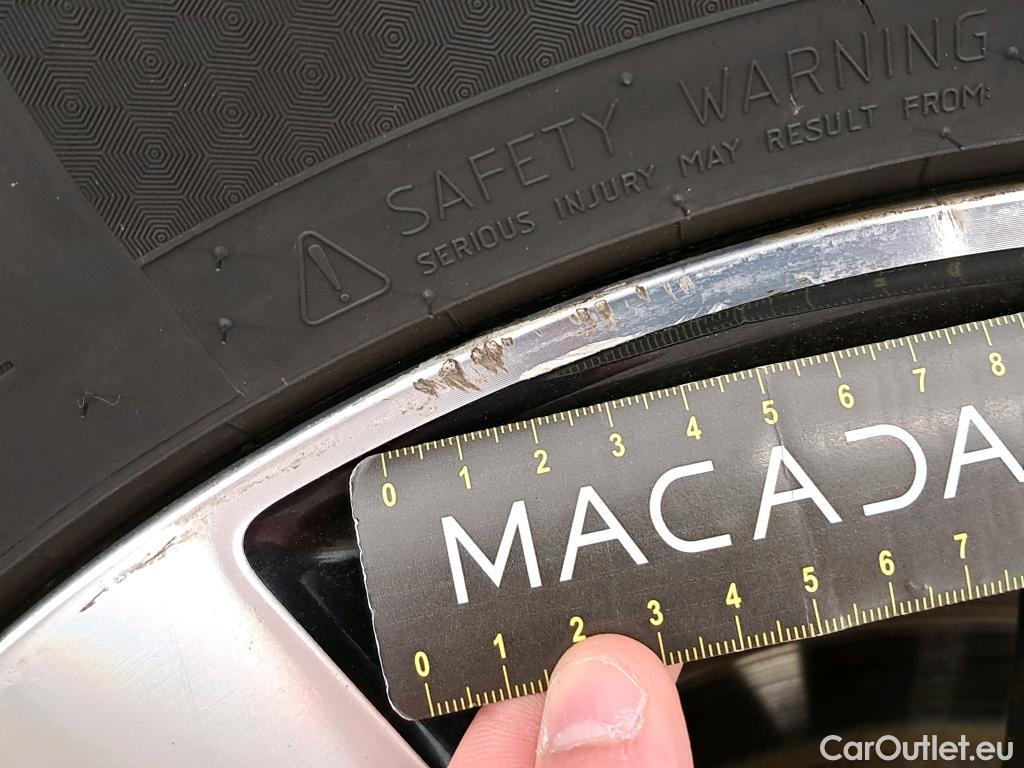 SAFETY WARNING
SERIOUS INJURY MAY RESULT FROM:
0 1 2 3 4 5 6 7 8
MACADA
0 1 2 3 4 5 6 7
CarOutlet.eu